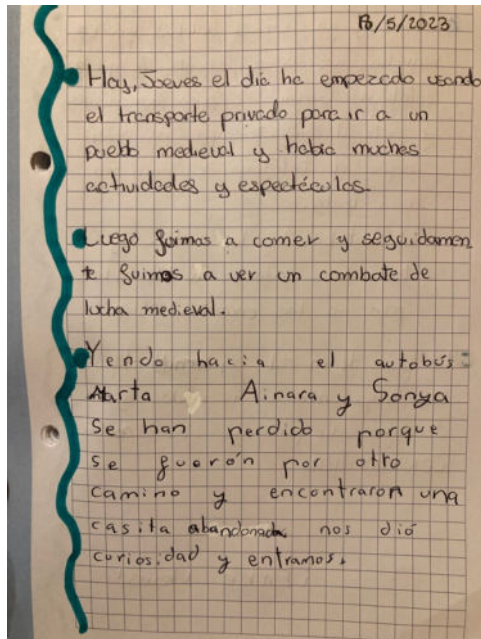 18/5/2023
Hoy, Jueves el día ha empezado usando
el transporte privado para ir a un
pueblo medieval y había muchas
actividades y espectáculos.
Luego fuimos a comer y seguidamen
te fuimos a ver un combate de
lucha medieval.
Yendo hacia el autobús
Marta Ainara y Sonya
se han perdido porque
se fuerón por otro
camino y encontraron una
casita abandonada nos dió
curiosidad y entramos.